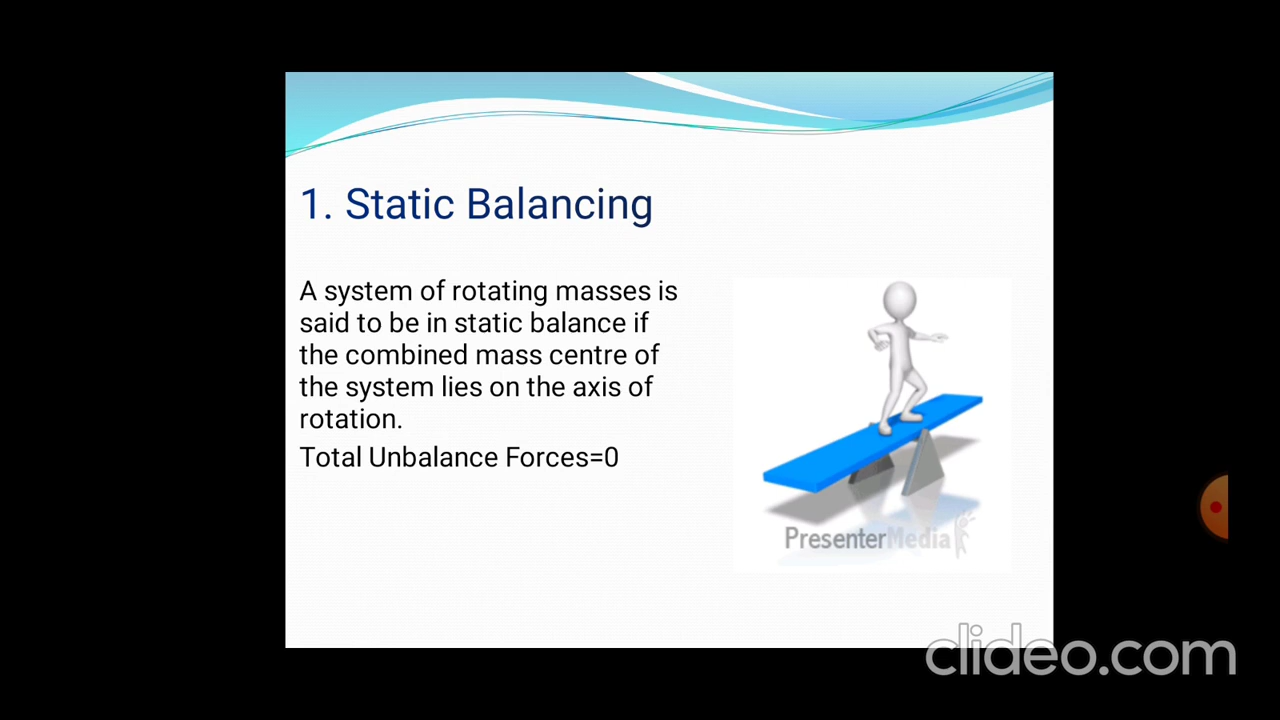 1. Static Balancing
A system of rotating masses is
said to be in static balance if
the combined mass centre of
the system lies on the axis of
rotation.
Total Unbalance Forces=0
PresenterMedia
clideo.com